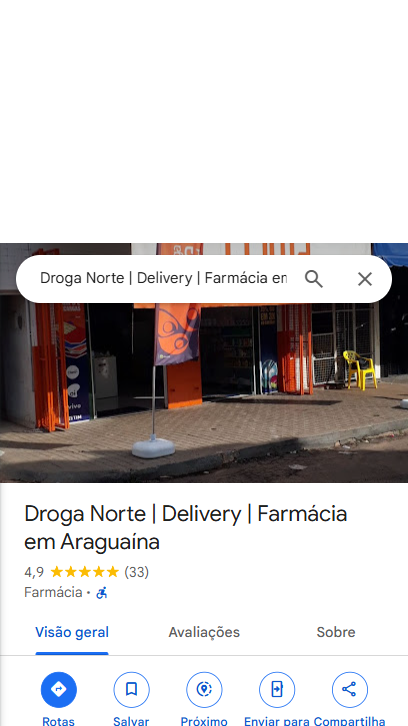 Droga Norte | Delivery | Farmácia en
Droga Norte | Delivery | Farmácia
em Araguaína
4,9 (33)
Farmácia ·
Visão geral Avaliações Sobre
Rotas Salvar Próximo Enviar para Compartilha